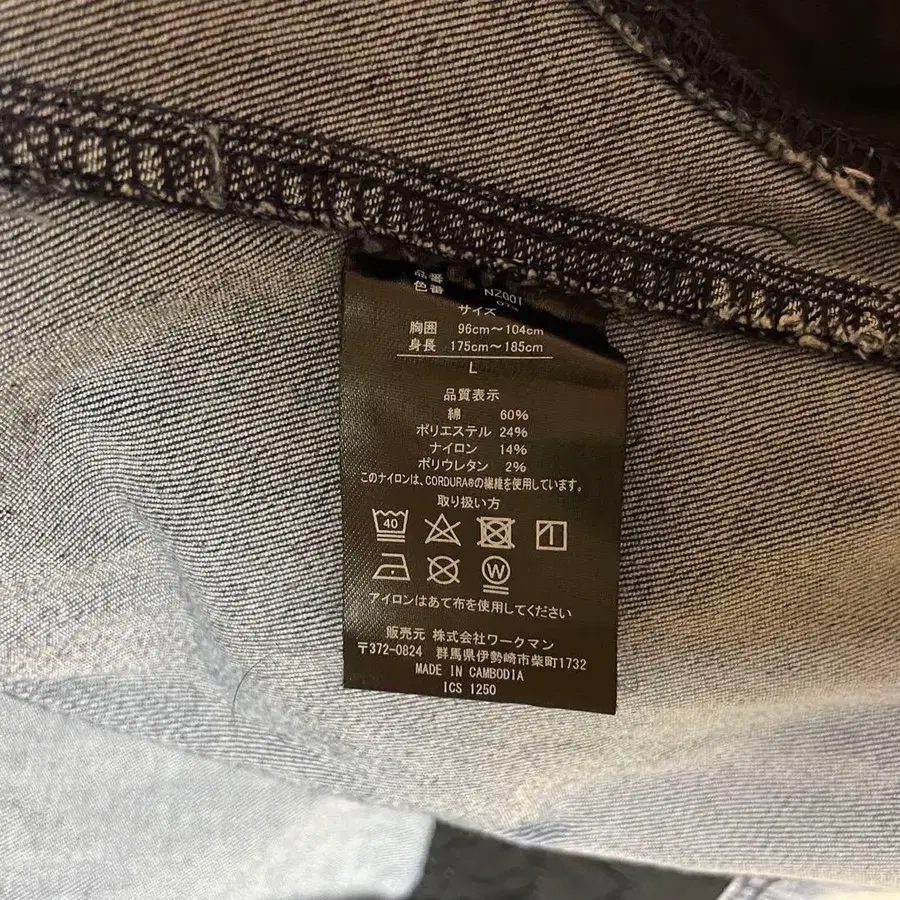 品番 NZ001
色番
サイズ
胸囲 96cm～104cm
身長 175cm～185cm
L
品質表示
綿 60%
ポリエステル 24%
ナイロン 14%
ポリウレタン 2%
このナイロンは、CORDURA®の繊維を使用しています。
取り扱い方
40
W
アイロンはあて布を使用してください
販売元 株式会社ワークマン
〒372-0824 群馬県伊勢崎市柴町1732
MADE IN CAMBODIA
ICS 1250